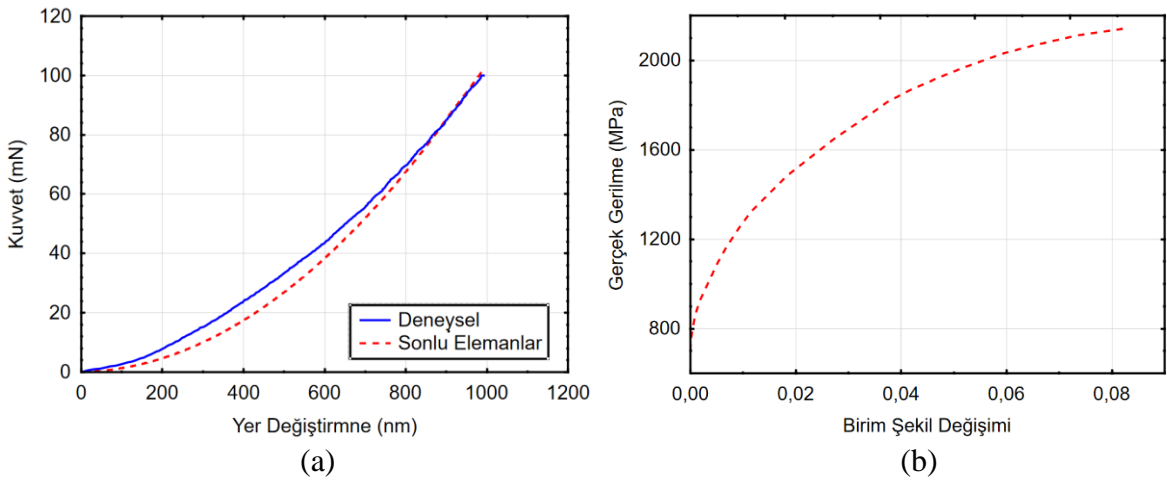 120
100
80
60
40
20
0
Kuvvet (mN)
0
200
400
600
800
1000
1200
Yer Değiştirmne (nm)
Deneysel
Sonlu Elemanlar
(a)
2000
1600
1200
800
Gerçek Gerilme (MPa)
0,00
0,02
0,04
0,06
0,08
Birim Şekil Değişimi
(b)